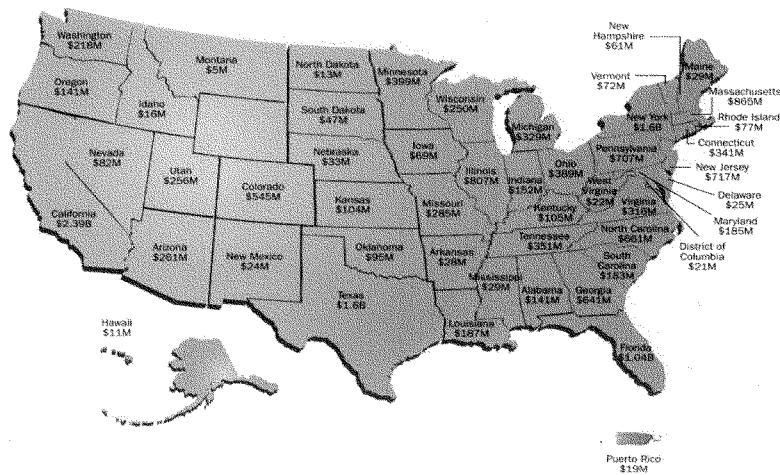 Washington
$218M
Oregon
$141M
Idaho
$16M
Montana
$5M
North Dakota
$13M
South Dakota
$47M
Nebraska
$33M
Kansas
$104M
Oklahoma
$95M
Texas
$1.6B
Nevada
$82M
Utah
$256M
Colorado
$545M
California
$2.39B
Arizona
$261M
New Mexico
$24M
Minnesota
$399M
Iowa
$69M
Missouri
$285M
Arkansas
$28M
Louisiana
$187M
Wisconsin
$250M
Illinois
$807M
Michigan
$329M
Indiana
$152M
Ohio
$389M
Kentucky
$105M
Tennessee
$351M
Mississippi
$29M
Alabama
$141M
Georgia
$641M
Florida
$1.04B
South
Carolina
$183M
North Carolina
$661M
Virginia
$316M
West
Virginia
$22M
Pennsylvania
$707M
New York
$1.6B
New
Hampshire
$61M
Vermont
$72M
Maine
$29M
Massachusetts
$865M
Rhode Island
$77M
Connecticut
$341M
New Jersey
$717M
Delaware
$25M
Maryland
$185M
District of
Columbia
$21M
Hawaii
$11M
Puerto Rico
$19M